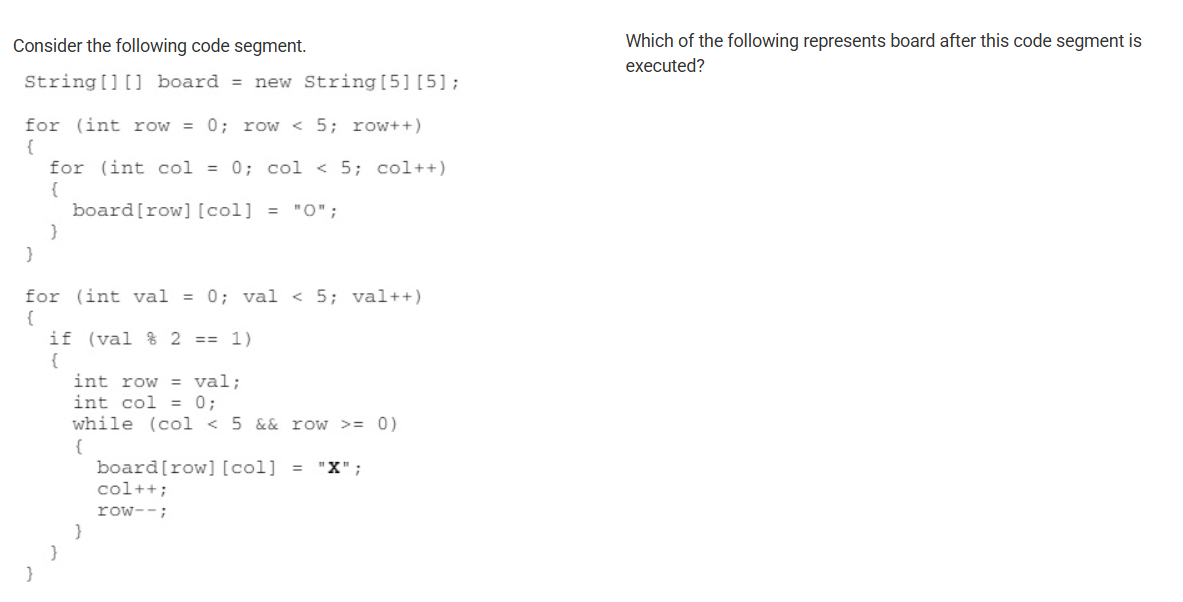 Consider the following code segment.
String[][] board = new String[5][5];
for (int row = 0; row < 5; row++)
{
for (int col = 0; col < 5; col++)
{
board[row][col] = "O";
}
}
for (int val = 0; val < 5; val++)
{
if (val % 2 == 1)
{
int row = val;
int col = 0;
while (col < 5 && row >= 0)
{
board[row][col] = "X";
col++;
row--;
}
}
}
Which of the following represents board after this code segment is
executed?